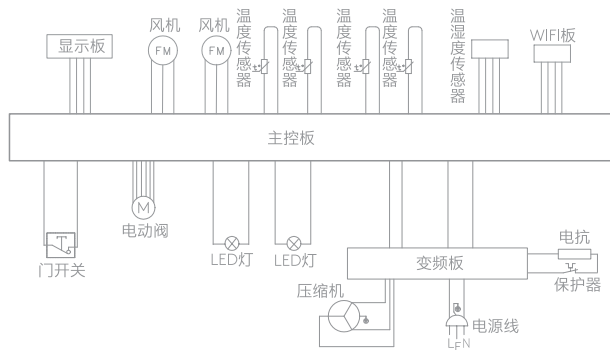 显示板
风机
FM
风机
FM
温度传感器
温度传感器
温度传感器
温度传感器
温湿度传感器
WIFI板
主控板
M
电动阀
LED灯
LED灯
门开关
变频板
电抗
保护器
压缩机
电源线
LFN